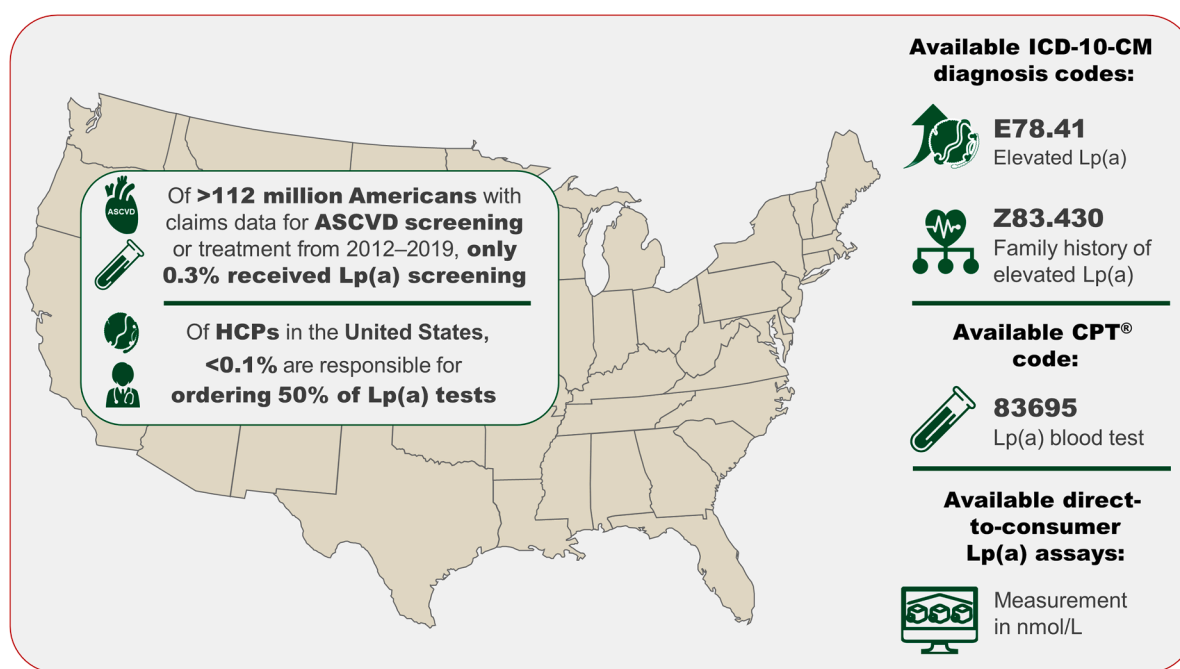 Available ICD-10-CM
diagnosis codes:
E78.41
Elevated Lp(a)
Z83.430
Family history of
elevated Lp(a)
Available CPT®
code:
83695
Lp(a) blood test
Available direct-
to-consumer
Lp(a) assays:
Measurement
in nmol/L
ASCVD
Of >112 million Americans with
claims data for ASCVD screening
or treatment from 2012–2019, only
0.3% received Lp(a) screening
Of HCPs in the United States,
<0.1% are responsible for
ordering 50% of Lp(a) tests